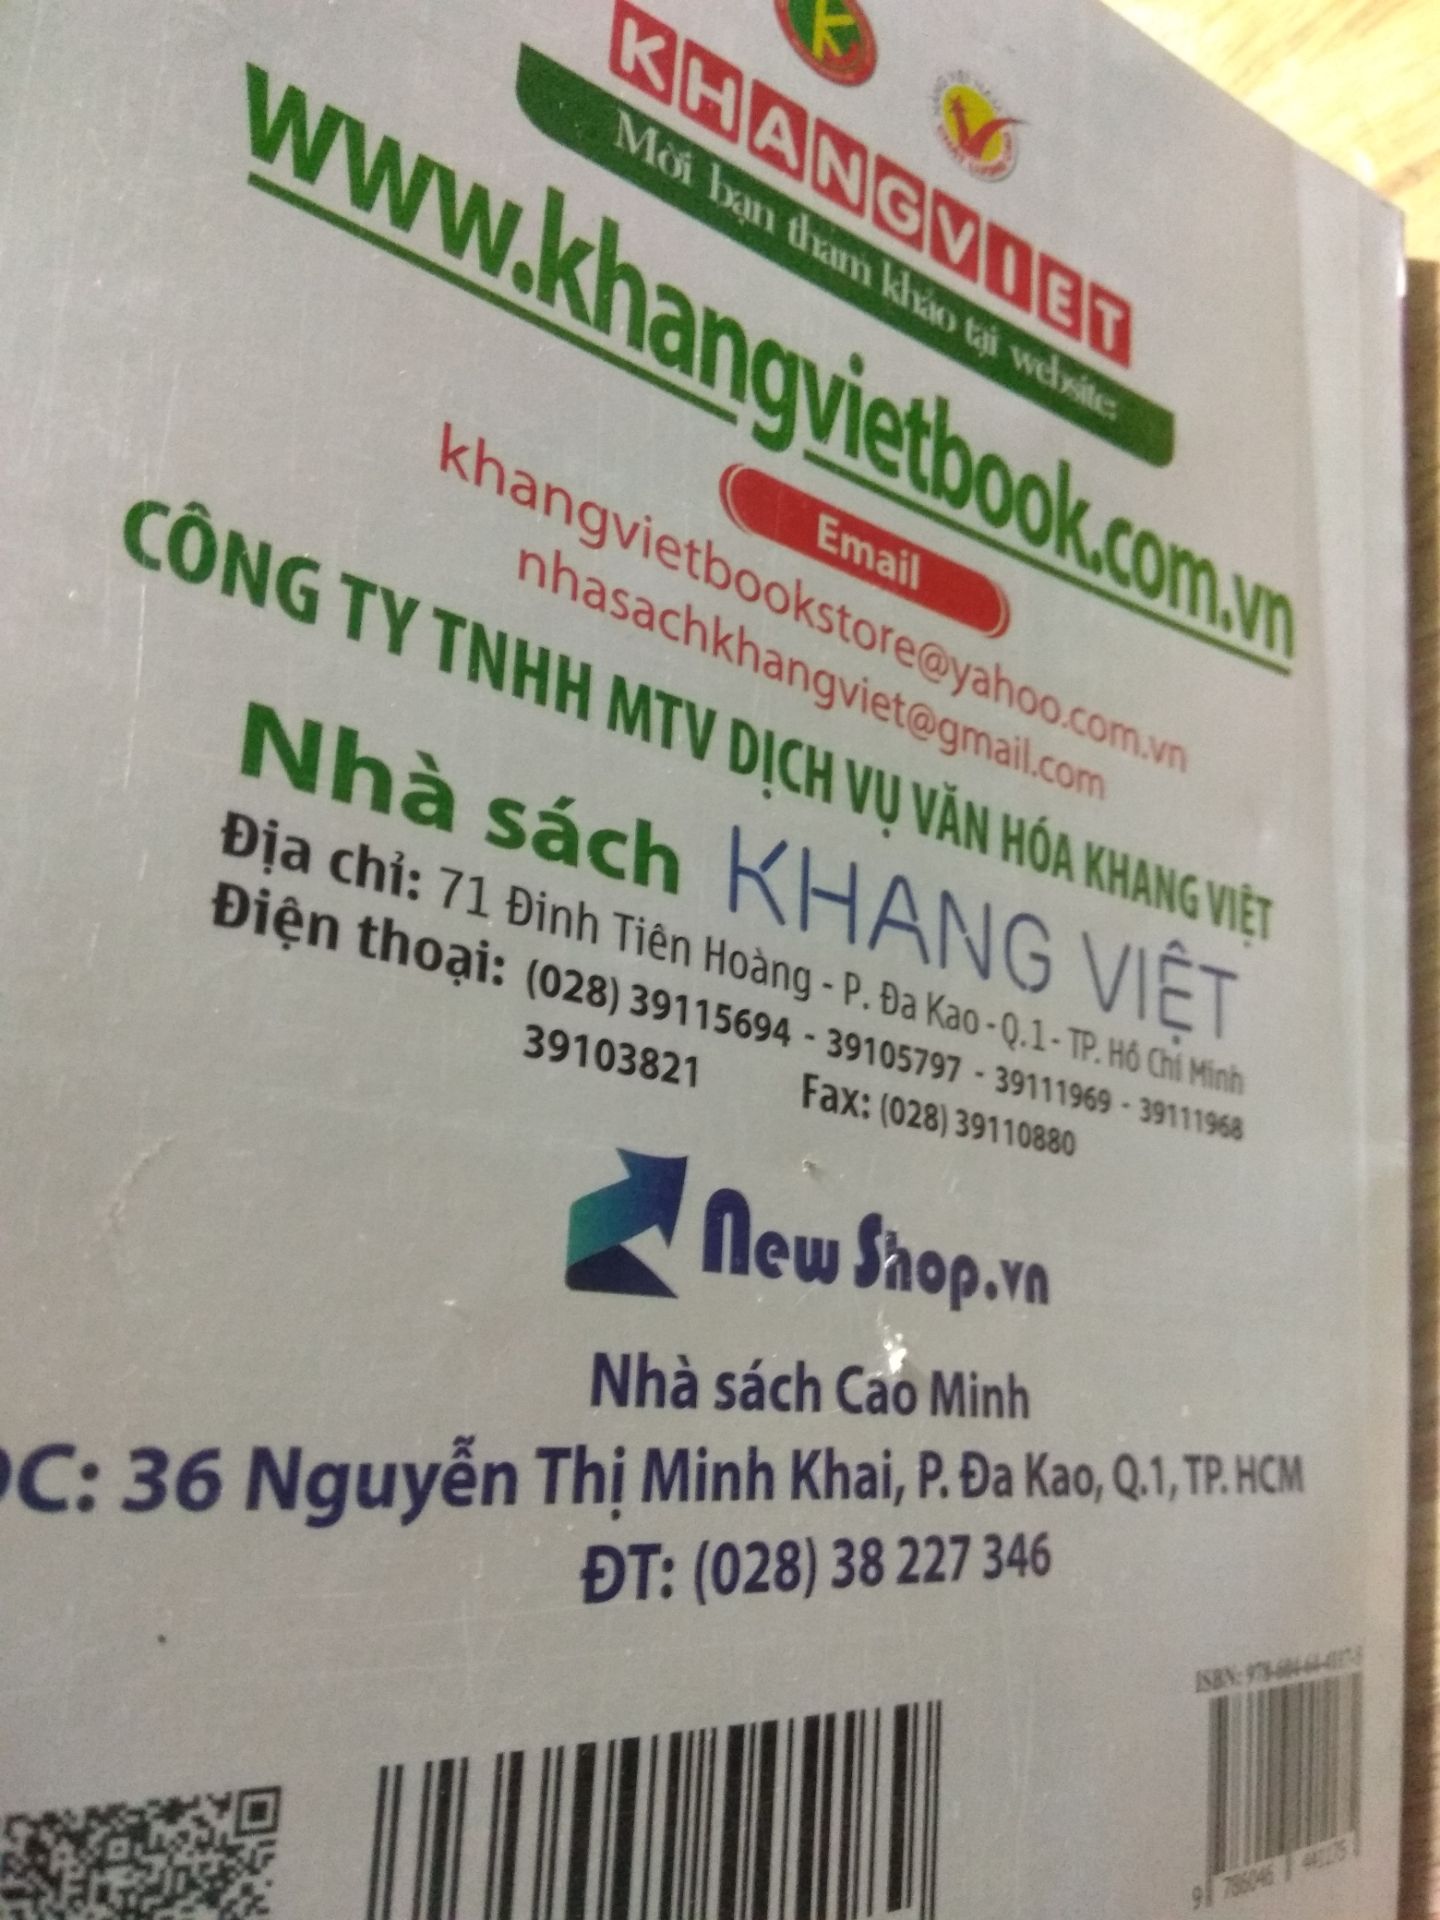 KHANGVIET
Mời bạn tham khảo tại website:
www.khangvietbook.com.vn
Email
khangvietbookstore@yahoo.com.vn
nhasachkhangviet@gmail.com
CÔNG TY TNHH MTV DỊCH VỤ VĂN HÓA KHANG VIỆT
Nhà sách KHANG VIỆT
Địa chỉ: 71 Đinh Tiên Hoàng - P. Đa Kao - Q.1 - TP. Hồ Chí Minh
Điện thoại: (028) 39115694 - 39105797 - 39111969 - 39111968
39103821 Fax: (028) 39110880
New Shop.vn
Nhà sách Cao Minh
ĐC: 36 Nguyễn Thị Minh Khai, P. Đa Kao, Q.1, TP. HCM
ĐT: (028) 38 227 346
ISBN:
9 786046